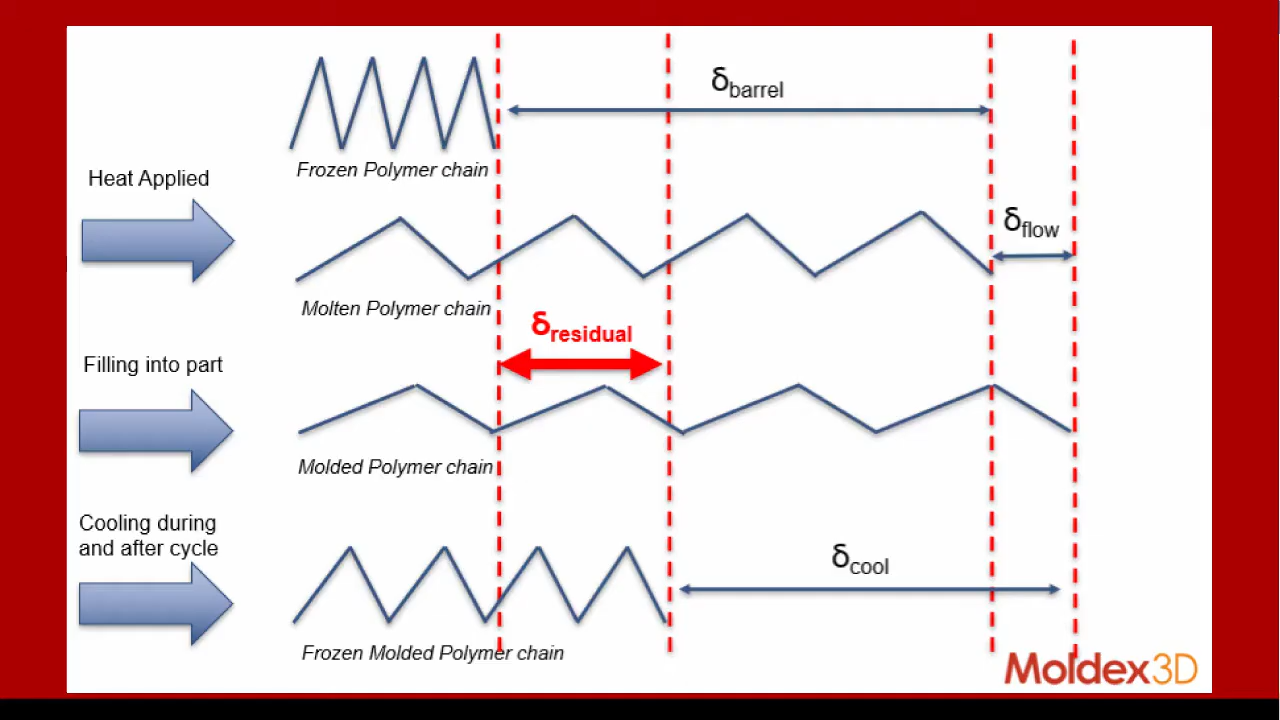 δbarrel
Frozen Polymer chain
Heat Applied
δflow
Molten Polymer chain
δresidual
Filling into part
Molded Polymer chain
Cooling during
and after cycle
δcool
Frozen Molded Polymer chain
Moldex3D